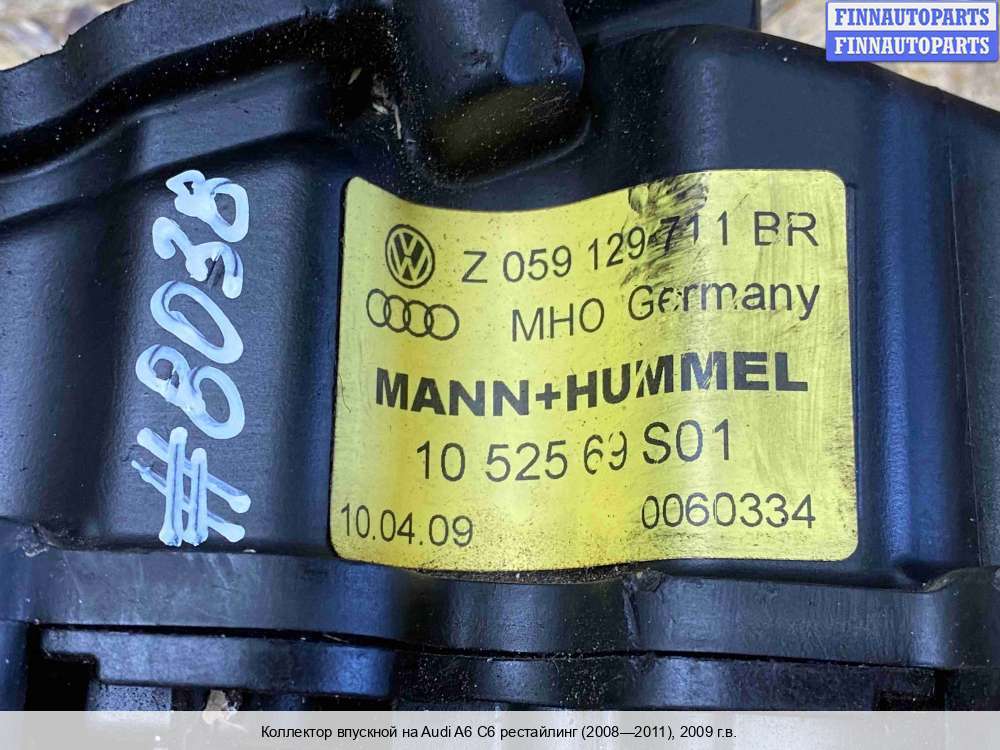 FINNAUTOPARTS
FINNAUTOPARTS
#8038
Z 059 129 711 BR
MHO Germany
MANN+HUMMEL
10 525 69 S01
10.04.09
0060334
Коллектор впускной на Audi A6 C6 рестайлинг (2008—2011), 2009 г.в.